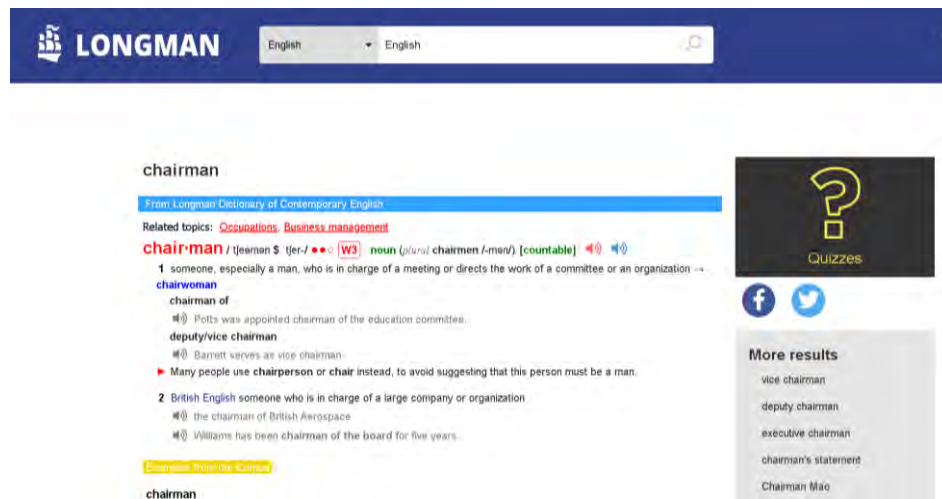 LONGMAN
English English
chairman
From Longman Dictionary of Contemporary English
Related topics: Occupations, Business management
chair·man / tʃeəmən $ tʃer-/ ●●○ W3 noun (plural chairmen /-mən/) [countable]
1 someone, especially a man, who is in charge of a meeting or directs the work of a committee or an organization →
chairwoman
chairman of
Potts was appointed chairman of the education committee.
deputy/vice chairman
Barrett serves as vice chairman
► Many people use chairperson or chair instead, to avoid suggesting that this person must be a man.
2 British English someone who is in charge of a large company or organization
the chairman of British Aerospace
Williams has been chairman of the board for five years.
Examples from the Corpus
chairman
?
Quizzes
f
More results
vice chairman
deputy chairman
executive chairman
chairman's statement
Chairman Mao